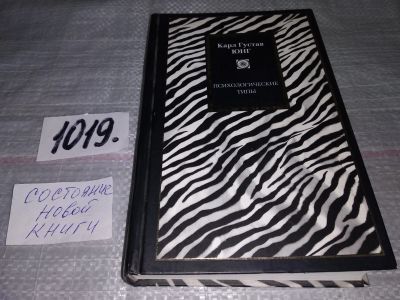 Карл Густав
ЮНГ
ПСИХОЛОГИЧЕСКИЕ
ТИПЫ
1019.
СОСТОЯНИЕ
НОВОЙ
КНИГИ